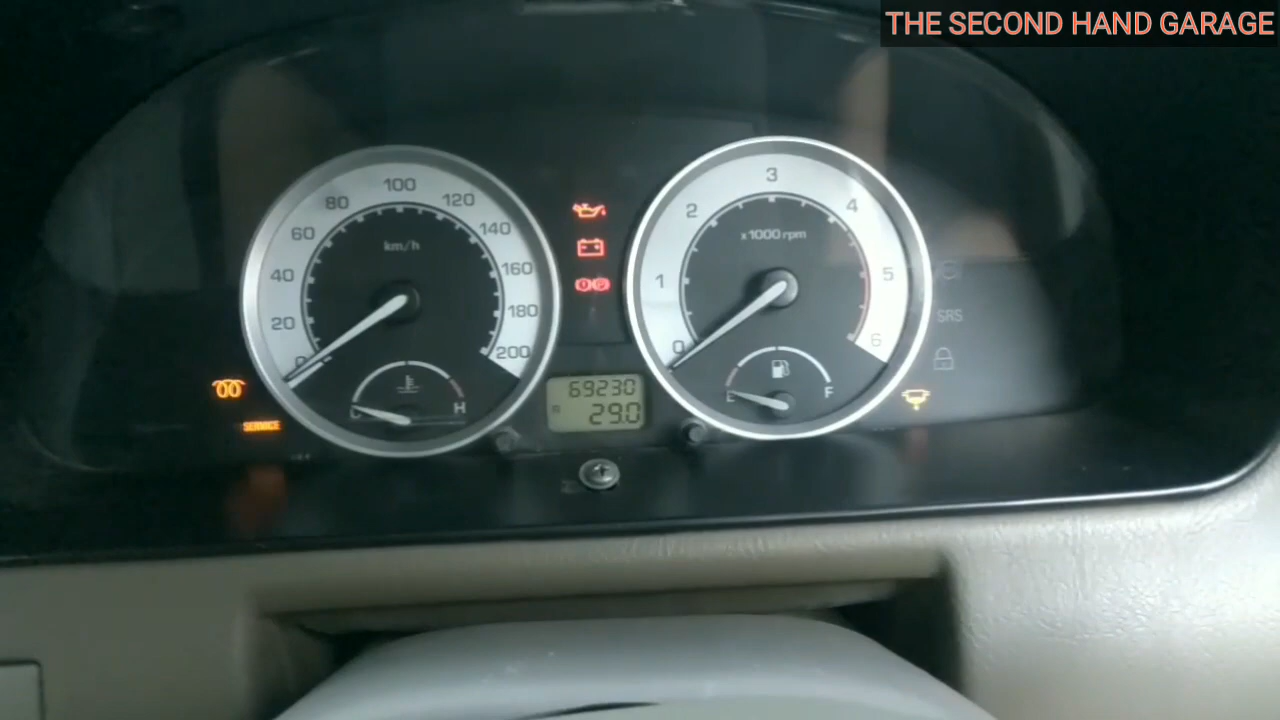 THE SECOND HAND GARAGE
0 20 40 60 80 100 120 140 160 180 200
km/h
C H
0 1 2 3 4 5 6
x1000 rpm
E F
SRS
SERVICE
69230
29.0